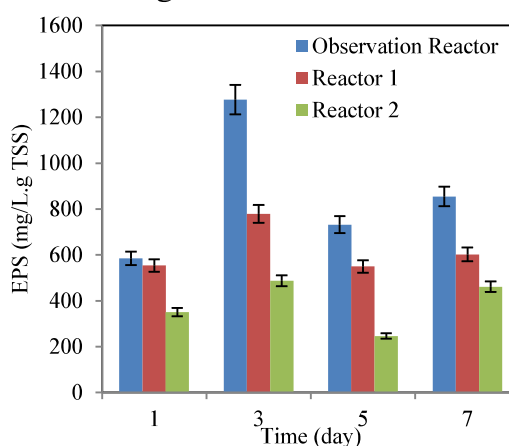 1600
1400
1200
1000
800
600
400
200
0
EPS (mg/L.g TSS)
Observation Reactor
Reactor 1
Reactor 2
1 3 5 7
Time (day)